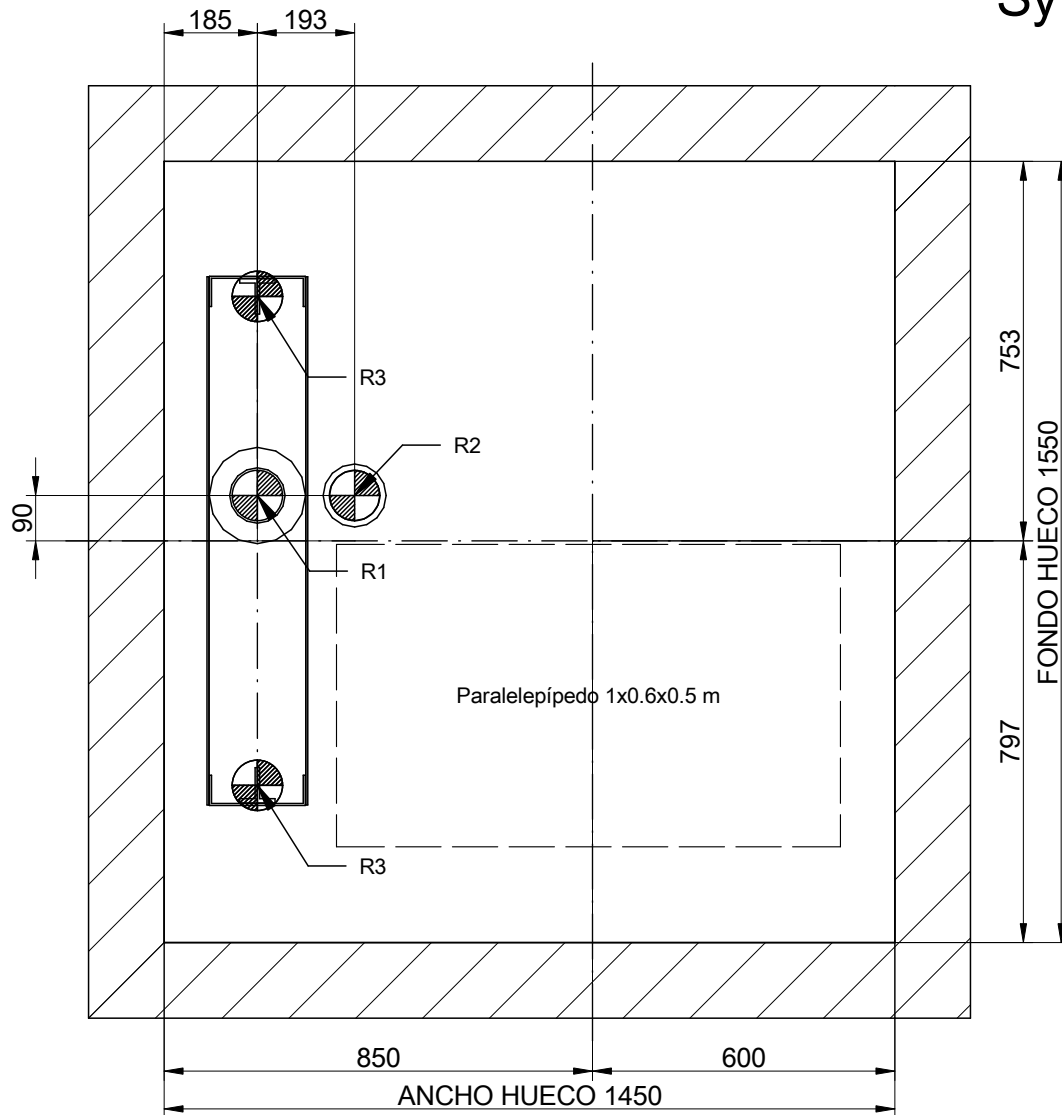 Sy
185
193
R3
753
R2
FONDO HUECO 1550
90
R1
Paralelepípedo 1x0.6x0.5 m
797
R3
850
600
ANCHO HUECO 1450